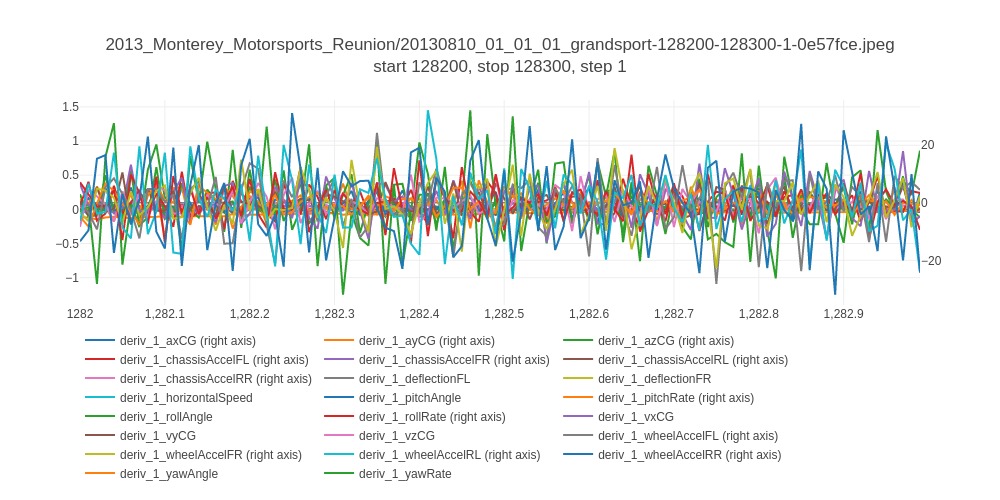 2013_Monterey_Motorsports_Reunion/20130810_01_01_01_grandsport-128200-128300-1-0e57fce.jpeg
start 128200, stop 128300, step 1
1.5
1
0.5
0
−0.5
−1
20
0
−20
1282 1,282.1 1,282.2 1,282.3 1,282.4 1,282.5 1,282.6 1,282.7 1,282.8 1,282.9
deriv_1_axCG (right axis) deriv_1_ayCG (right axis) deriv_1_azCG (right axis)
deriv_1_chassisAccelFL (right axis) deriv_1_chassisAccelFR (right axis) deriv_1_chassisAccelRL (right axis)
deriv_1_chassisAccelRR (right axis) deriv_1_deflectionFL deriv_1_deflectionFR
deriv_1_horizontalSpeed deriv_1_pitchAngle deriv_1_pitchRate (right axis)
deriv_1_rollAngle deriv_1_rollRate (right axis) deriv_1_vxCG
deriv_1_vyCG deriv_1_vzCG deriv_1_wheelAccelFL (right axis)
deriv_1_wheelAccelFR (right axis) deriv_1_wheelAccelRL (right axis) deriv_1_wheelAccelRR (right axis)
deriv_1_yawAngle deriv_1_yawRate